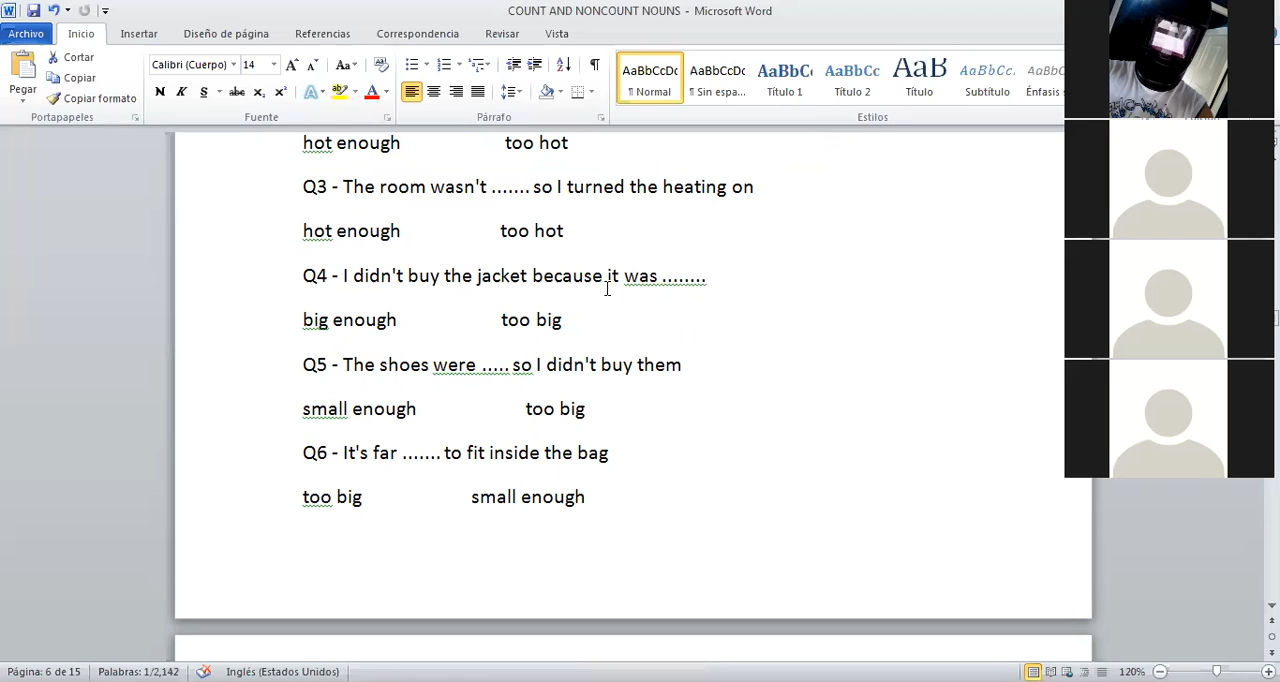 COUNT AND NONCOUNT NOUNS - Microsoft Word
Archivo Inicio Insertar Diseño de página Referencias Correspondencia Revisar Vista
Cortar
Copiar
Copiar formato
Pegar
Calibri (Cuerpo) 14
Portapapeles Fuente Párrafo Estilos
AaBbCcDc AaBbCcDc AaBbC AaBbCc AaB AaBbCc. AaBbC
¶ Normal ¶ Sin espa... Título 1 Título 2 Título Subtítulo Énfasis
hot enough too hot
Q3 - The room wasn't ....... so I turned the heating on
hot enough too hot
Q4 - I didn't buy the jacket because it was ........
big enough too big
Q5 - The shoes were ..... so I didn't buy them
small enough too big
Q6 - It's far ....... to fit inside the bag
too big small enough
Página: 6 de 15 Palabras: 1/2,142 Inglés (Estados Unidos) 120%